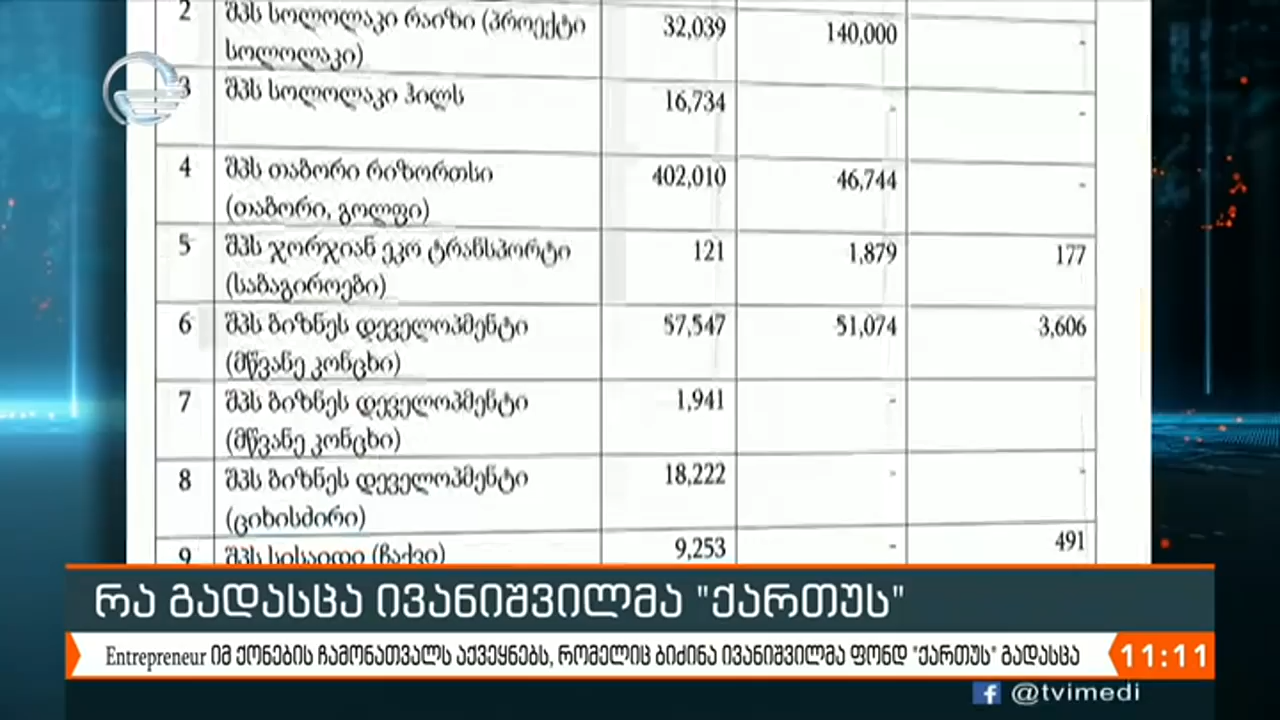 2 შპს სოლოლაკი რაიზი (პროექტი 32,039 140,000 -
სოლოლაკი)
3 შპს სოლოლაკი ჰილს 16,734 - -
4 შპს თაბორი რიზორთსი 402,010 46,744 -
(თაბორი, გოლფი)
5 შპს ჯორჯიან ეკო ტრანსპორტი 121 1,879 177
(საბაგიროები)
6 შპს ბიზნეს დეველოპმენტი 57,547 51,074 3,606
(მწვანე კონცხი)
7 შპს ბიზნეს დეველოპმენტი 1,941 -
(მწვანე კონცხი)
8 შპს ბიზნეს დეველოპმენტი 18,222 - -
(ციხისძირი)
9 შპს სისაიდი (ჩაქვი) 9,253 - 491
რა გადასცა ივანიშვილმა "ქართუს"
Entrepreneur იმ ქონების ჩამონათვალს აქვეყნებს, რომელიც ბიძინა ივანიშვილმა ფონდ "ქართუს" გადასცა
11:11
@tvimedi